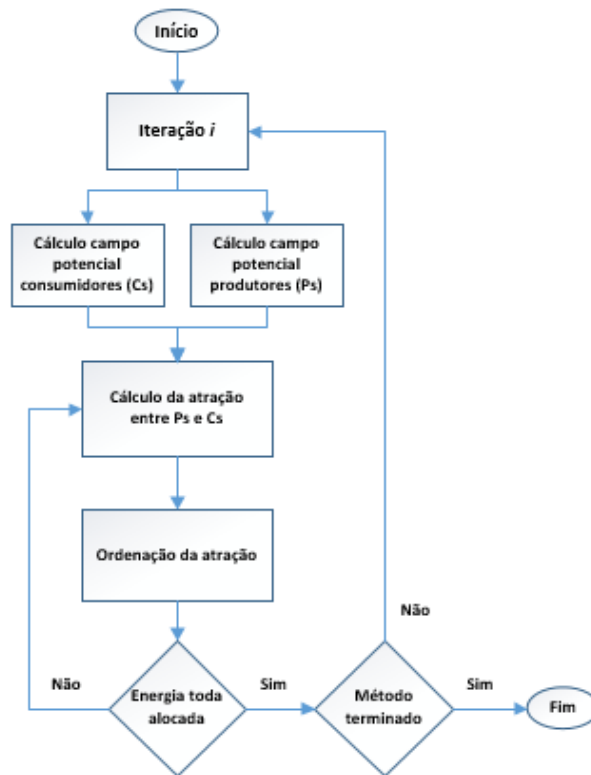 Início
Iteração i
Cálculo campo
potencial
consumidores (Cs)
Cálculo campo
potencial
produtores (Ps)
Cálculo da atração
entre Ps e Cs
Ordenação da atração
Não
Energia toda
alocada
Sim
Não
Método
terminado
Sim
Fim